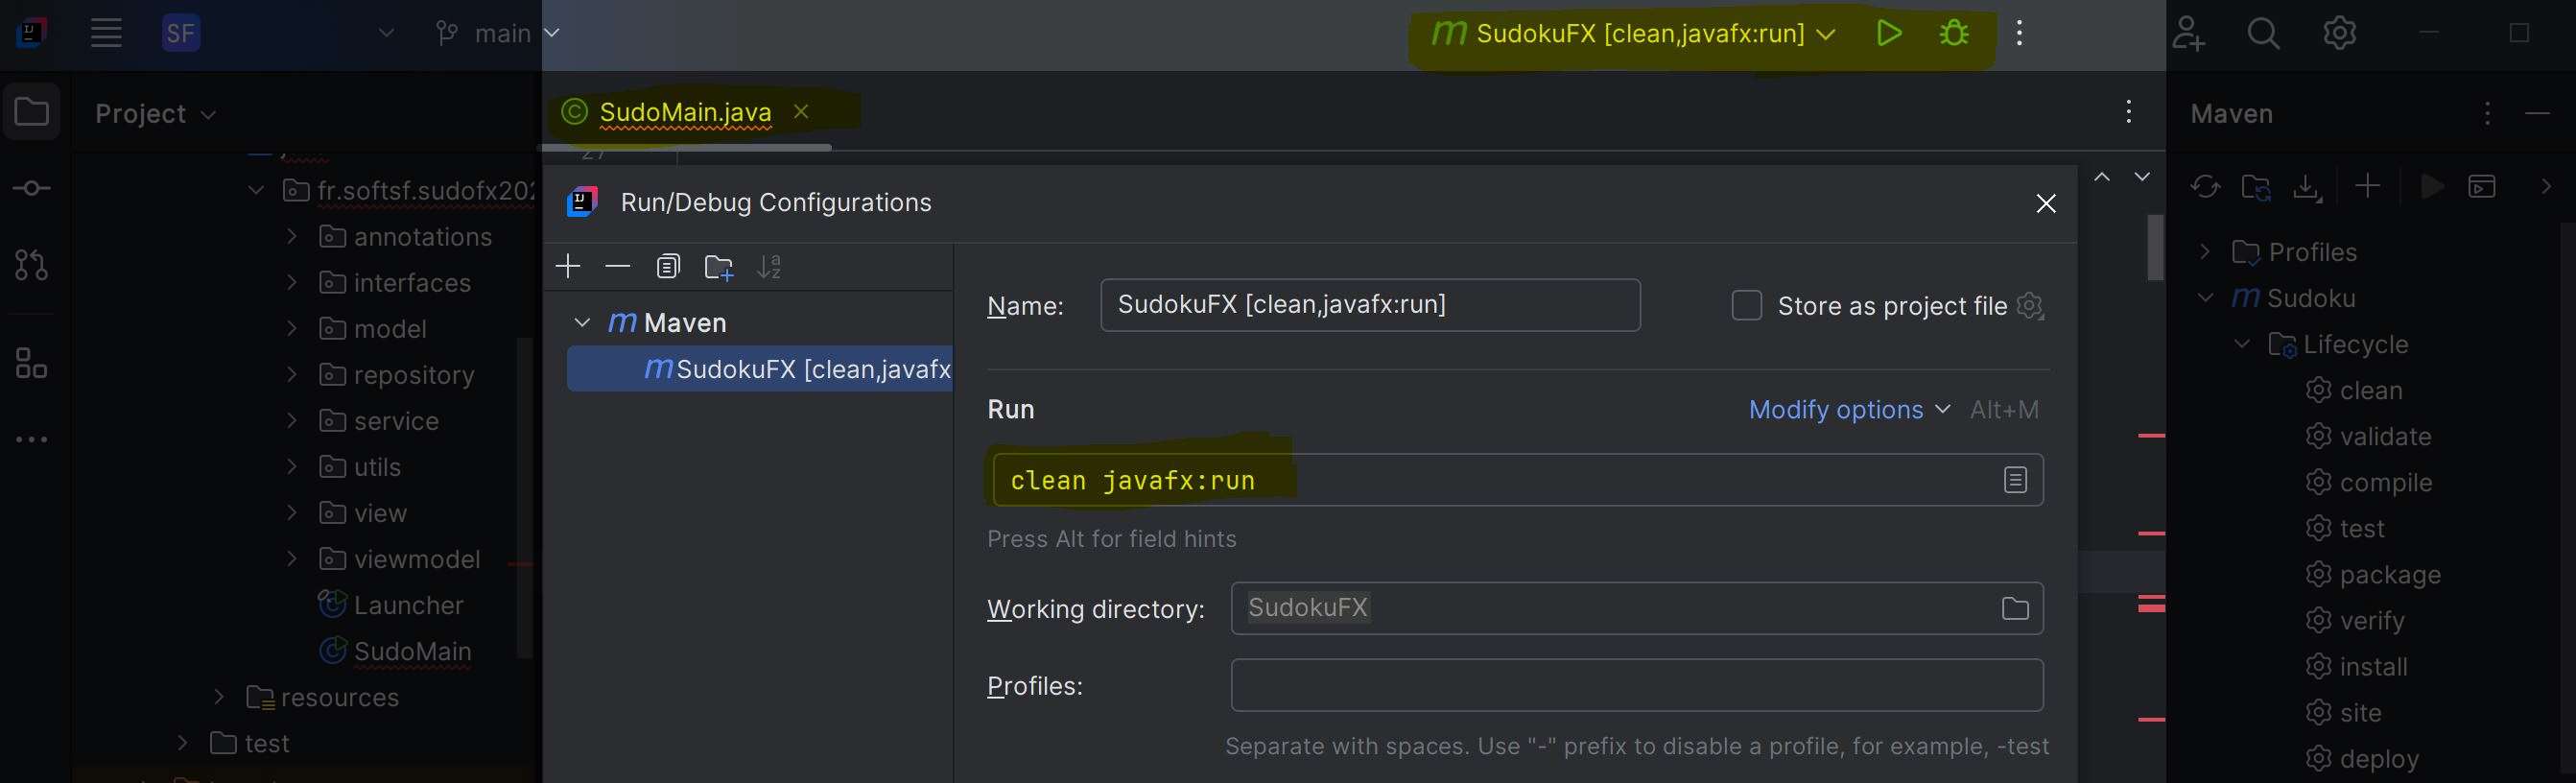 SF
main
SudokuFX [clean,javafx:run]
Project
SudoMain.java
Maven
27
fr.softsf.sudofx202
annotations
interfaces
model
repository
service
utils
view
viewmodel
Launcher
SudoMain
resources
test
Run/Debug Configurations
Maven
SudokuFX [clean,javafx
Name:
SudokuFX [clean,javafx:run]
Store as project file
Run
Modify options
Alt+M
clean javafx:run
Press Alt for field hints
Working directory:
SudokuFX
Profiles:
Separate with spaces. Use "-" prefix to disable a profile, for example, -test
Profiles
Sudoku
Lifecycle
clean
validate
compile
test
package
verify
install
site
deploy